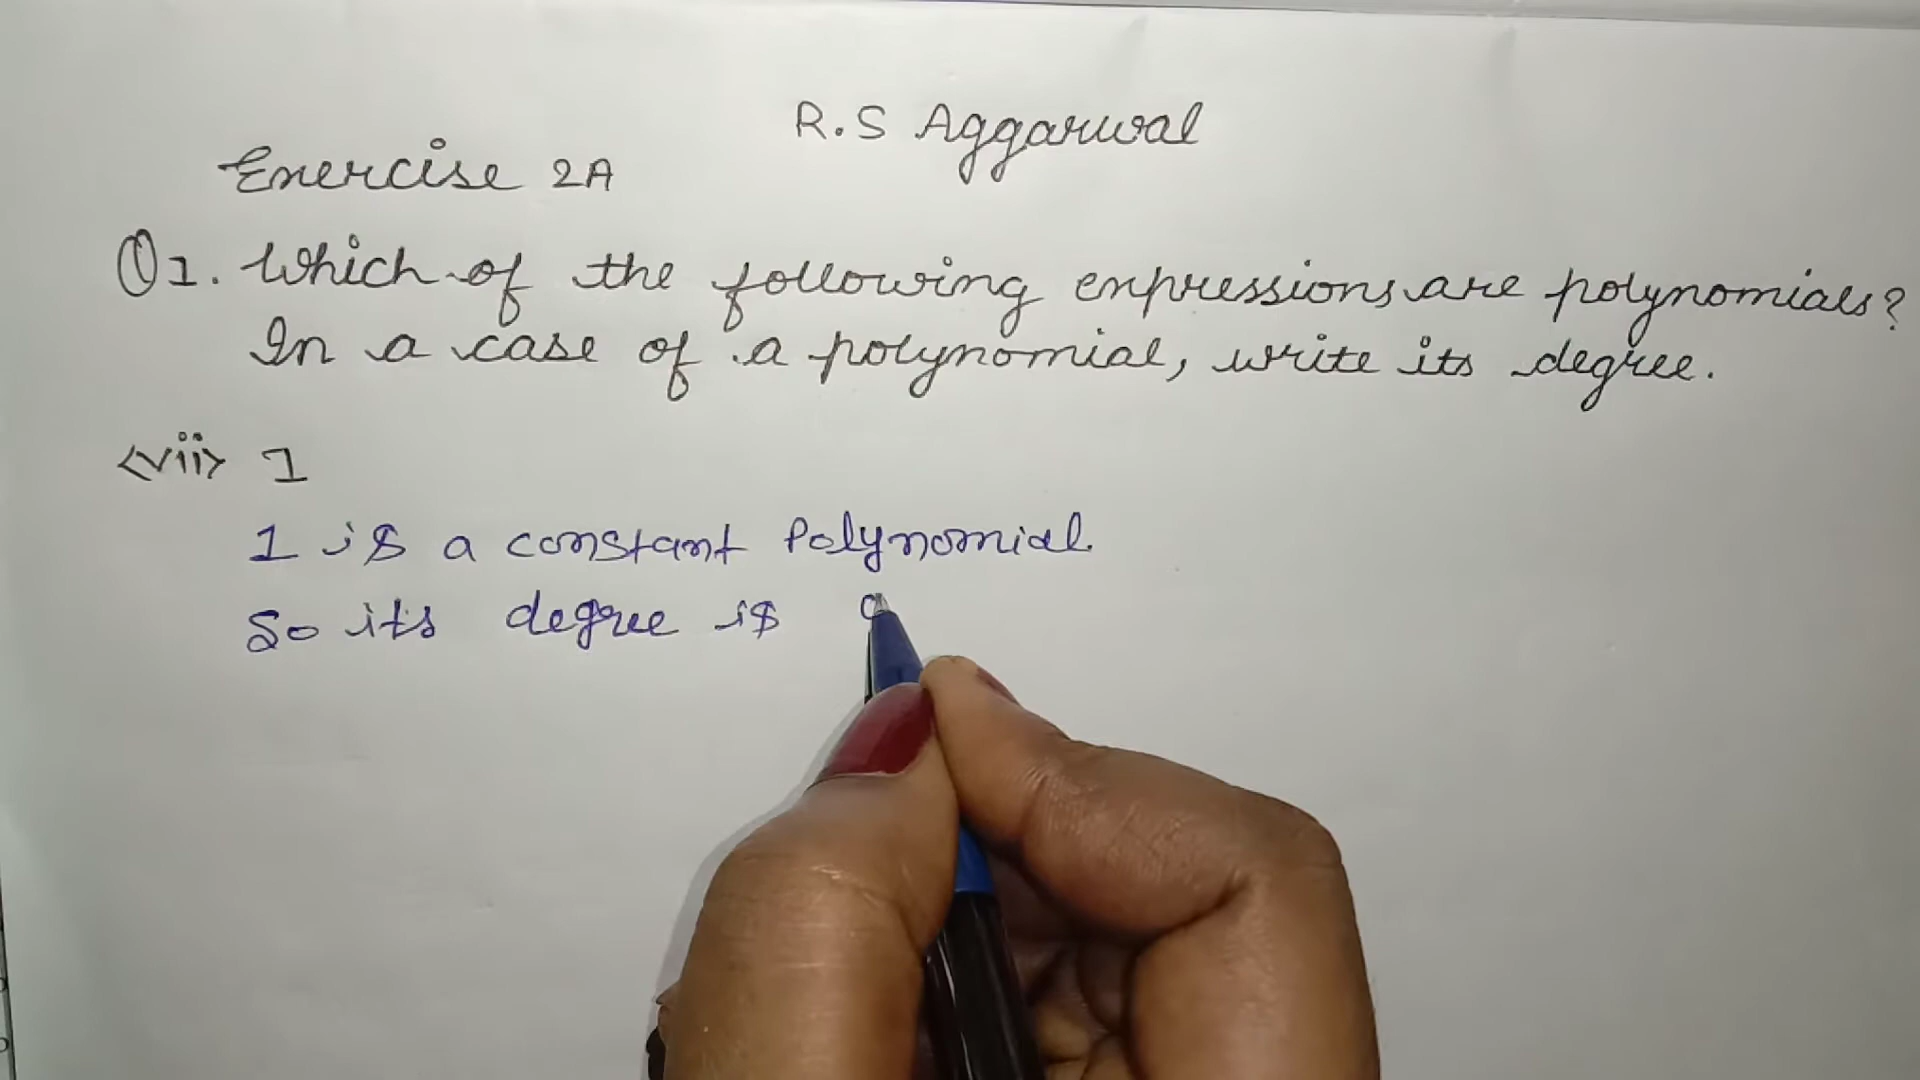 R.S Aggarwal
Exercise 2A
Q1. Which of the following expressions are polynomials?
In a case of a polynomial, write its degree.
<vii> 1
1 is a constant Polynomial.
So its degree is 0